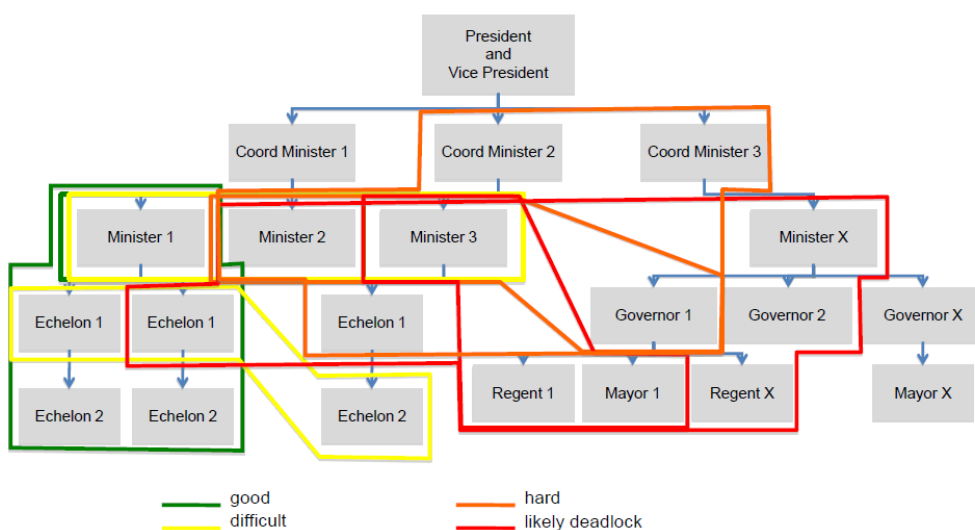 President
and
Vice President
Coord Minister 1
Coord Minister 2
Coord Minister 3
Minister 1
Minister 2
Minister 3
Minister X
Echelon 1
Echelon 1
Echelon 1
Governor 1
Governor 2
Governor X
Echelon 2
Echelon 2
Echelon 2
Regent 1
Mayor 1
Regent X
Mayor X
good
hard
difficult
likely deadlock